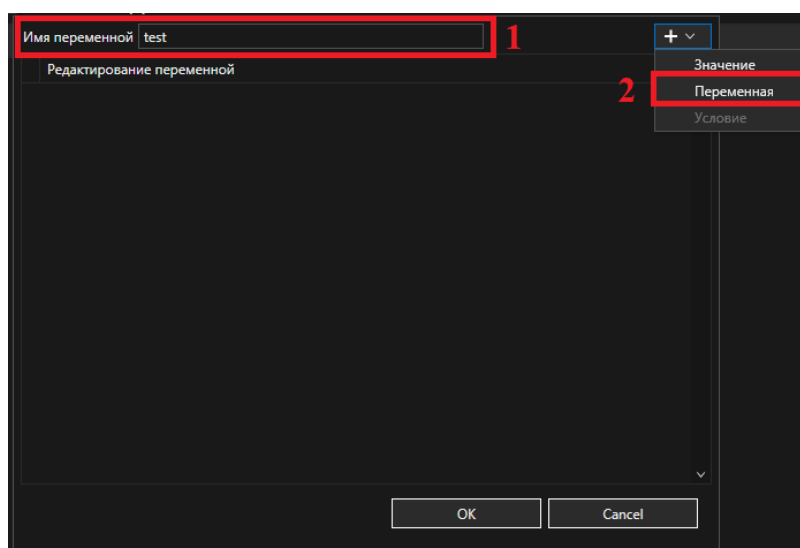 Имя переменной test 1
Редактирование переменной
Значение
2 Переменная
Условие
OK Cancel